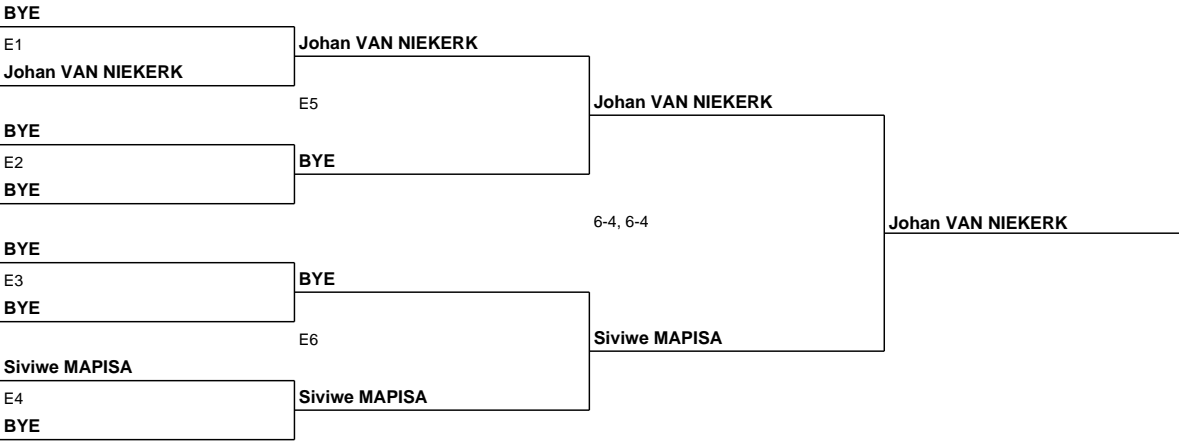 BYE
E1
Johan VAN NIEKERK
Johan VAN NIEKERK
E5
Johan VAN NIEKERK
BYE
E2
BYE
BYE
6-4, 6-4
Johan VAN NIEKERK
BYE
E3
BYE
BYE
E6
Siviwe MAPISA
Siviwe MAPISA
E4
Siviwe MAPISA
BYE